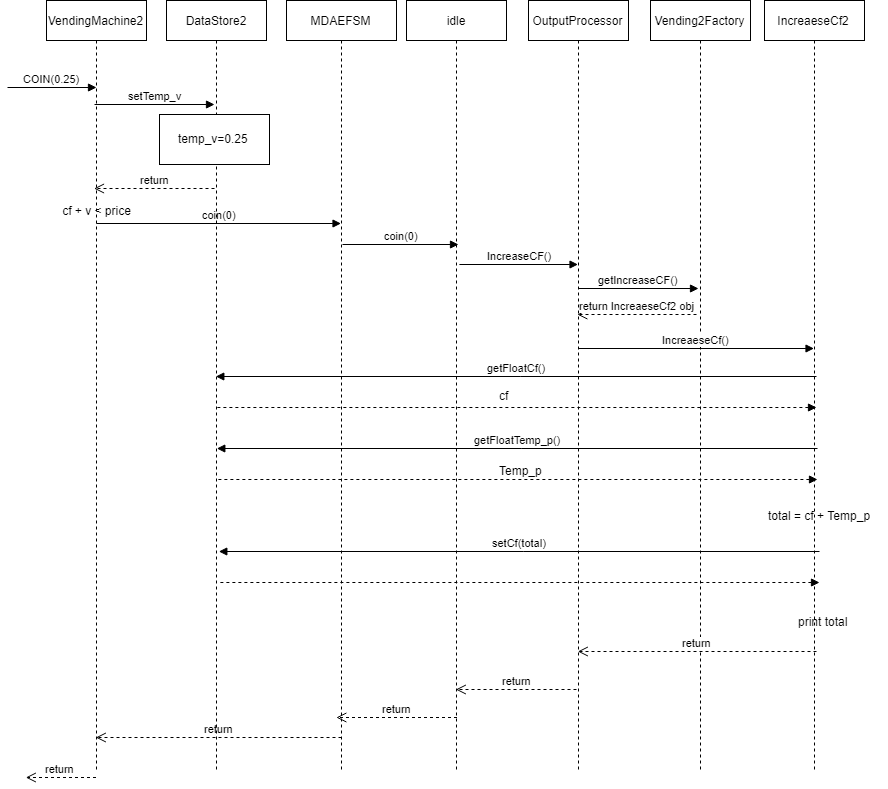 VendingMachine2
DataStore2
MDAEFSM
idle
OutputProcessor
Vending2Factory
IncreaeseCf2
COIN(0.25)
setTemp_v
temp_v=0.25
return
cf + v < price
coin(0)
coin(0)
IncreaseCF()
getIncreaseCF()
return IncreaeseCf2 obj
IncreaeseCf()
getFloatCf()
cf
getFloatTemp_p()
Temp_p
total = cf + Temp_p
setCf(total)
print total
return
return
return
return
return